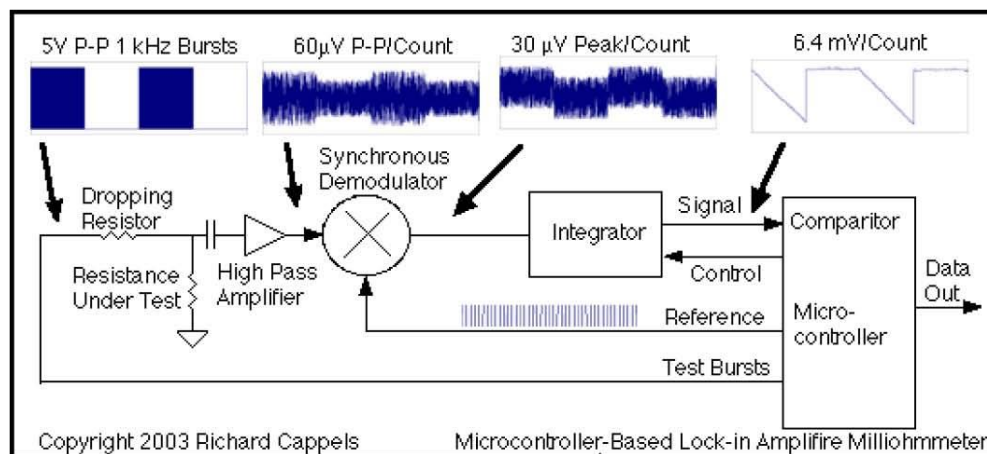 5V P-P 1 kHz Bursts
60µV P-P/Count
30 µV Peak/Count
6.4 mV/Count
Synchronous
Demodulator
Dropping
Resistor
Resistance
Under Test
High Pass
Amplifier
Integrator
Signal
Control
Comparitor
Micro-
controller
Data
Out
Reference
Test Bursts
Copyright 2003 Richard Cappels
Microcontroller-Based Lock-in Amplifire Milliohmmeter